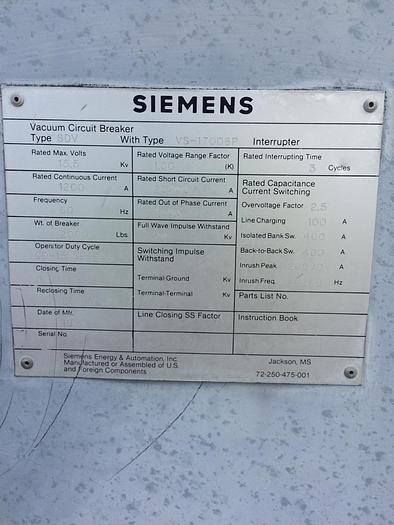 SIEMENS
Vacuum Circuit Breaker
Type SDV With Type Interrupter
Rated Max. Volts
15.5 Kv
Rated Voltage Range Factor
(K)
Rated Interrupting Time
3 Cycles
Rated Continuous Current
1200 A
Rated Short Circuit Current
A
Rated Capacitance
Current Switching
Frequency
Hz
Rated Out of Phase Current
A
Overvoltage Factor 2.5
Line Charging 100 A
Wt. of Breaker
Lbs.
Full Wave Impulse Withstand
Kv
Isolated Bank Sw. 400 A
Operator Duty Cycle
Switching Impulse
Withstand
Back-to-Back Sw. 400 A
Closing Time
Terminal-Ground Kv
Inrush Peak A
Inrush Freq. Hz
Reclosing Time
Terminal-Terminal Kv
Parts List No.
Date of Mfr.
Line Closing SS Factor
Instruction Book
Serial No.
Siemens Energy & Automation, Inc.
Manufactured or Assembled of U.S.
and Foreign Components
Jackson, MS
72-250-475-001